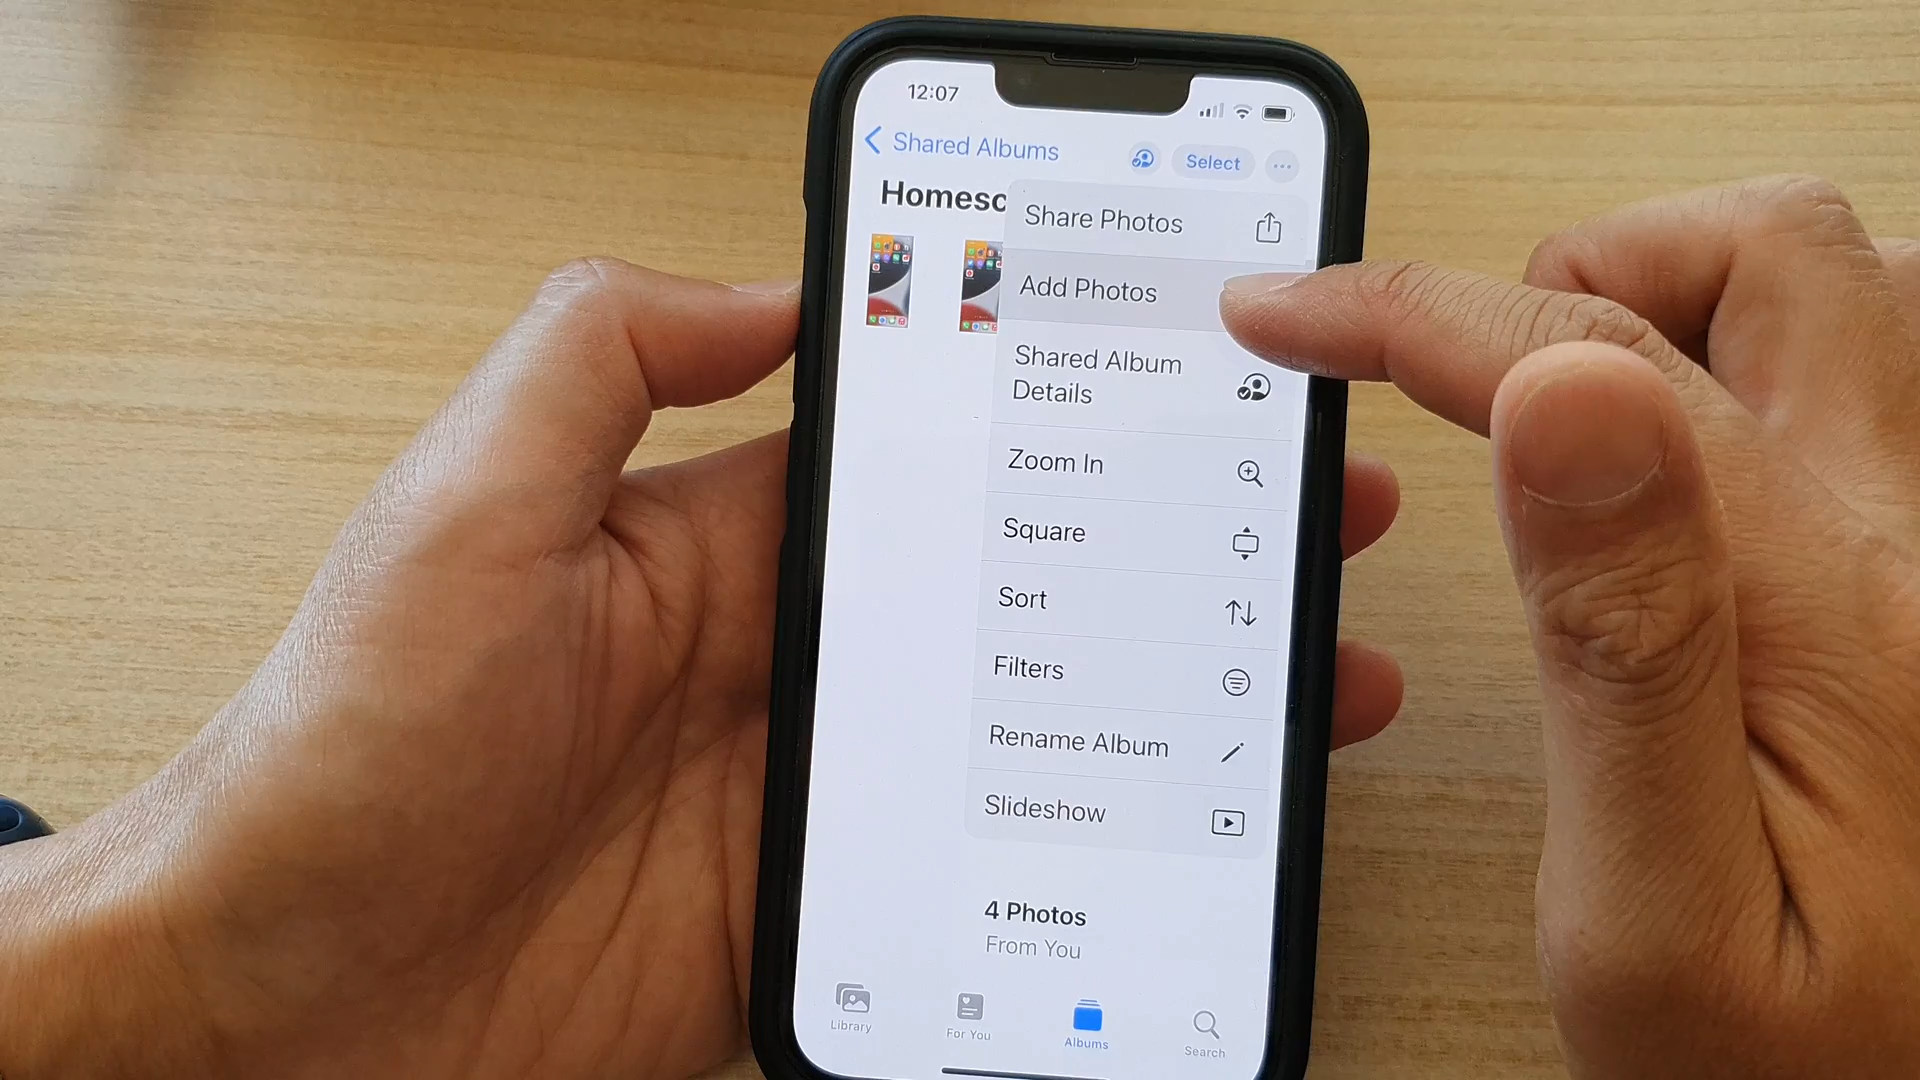 12:07
Shared Albums
Select
Homesc
Share Photos
Add Photos
Shared Album
Details
Zoom In
Square
Sort
Filters
Rename Album
Slideshow
4 Photos
From You
Library
For You
Albums
Search